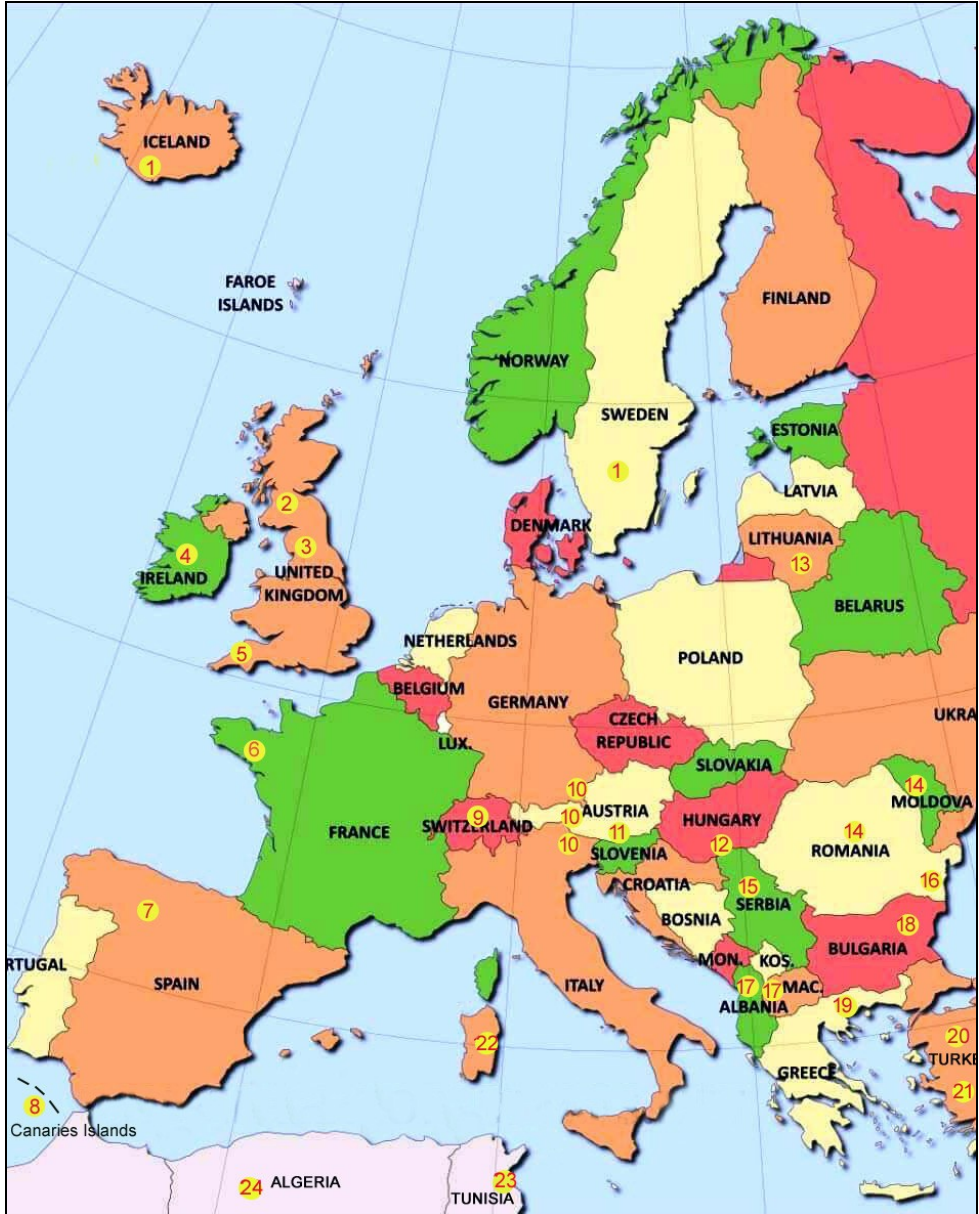 ICELAND
1
FAROE
ISLANDS
FINLAND
NORWAY
SWEDEN
ESTONIA
1
LATVIA
2
DENMARK
LITHUANIA
3
4
13
IRELAND
UNITED
KINGDOM
BELARUS
NETHERLANDS
5
POLAND
BELGIUM
GERMANY
UKRA
CZECH
REPUBLIC
6
LUX.
SLOVAKIA
14
MOLDOVA
10
AUSTRIA
9
10
HUNGARY
SWITZERLAND
FRANCE
11
14
10
12
SLOVENIA
ROMANIA
CROATIA
15
16
SERBIA
7
BOSNIA
18
BULGARIA
RTUGAL
MON.
KOS.
SPAIN
ITALY
17
17
MAC.
ALBANIA
19
20
22
TURKE
GREECE
21
8
Canaries Islands
24
ALGERIA
23
TUNISIA